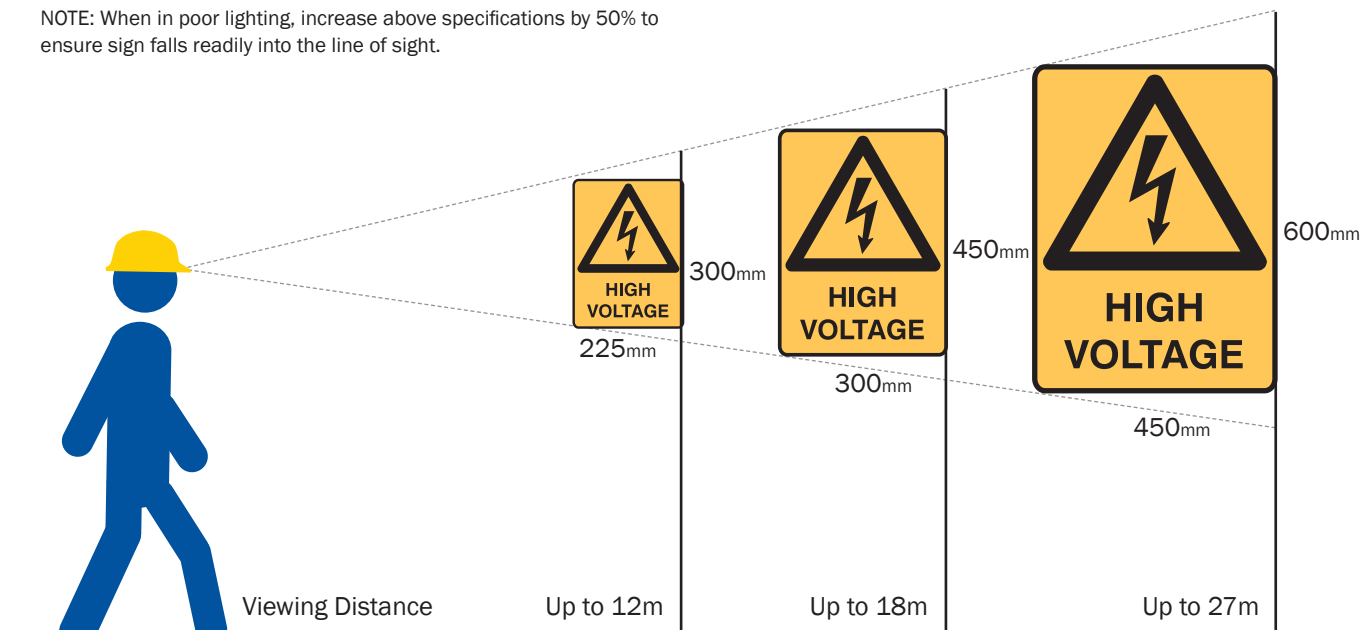 NOTE: When in poor lighting, increase above specifications by 50% to
ensure sign falls readily into the line of sight.
HIGH
VOLTAGE
300mm
225mm
HIGH
VOLTAGE
450mm
300mm
HIGH
VOLTAGE
600mm
450mm
Viewing Distance
Up to 12m
Up to 18m
Up to 27m